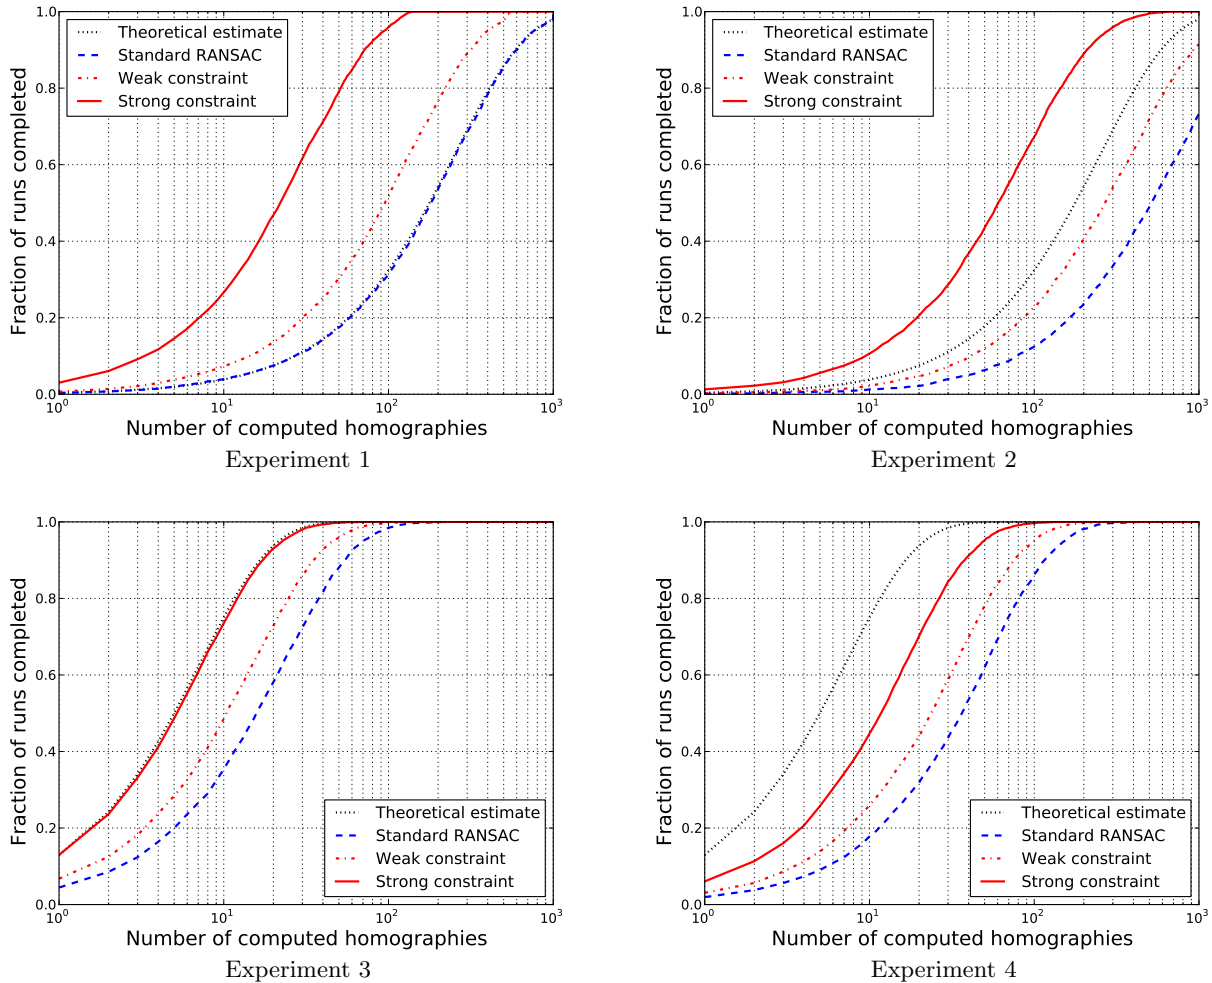 Fraction of runs completed
1.0
0.8
0.6
0.4
0.2
0.0
Theoretical estimate
Standard RANSAC
Weak constraint
Strong constraint
10^0
10^1
10^2
10^3
Number of computed homographies
Experiment 1
Fraction of runs completed
1.0
0.8
0.6
0.4
0.2
0.0
Theoretical estimate
Standard RANSAC
Weak constraint
Strong constraint
10^0
10^1
10^2
10^3
Number of computed homographies
Experiment 2
Fraction of runs completed
1.0
0.8
0.6
0.4
0.2
0.0
Theoretical estimate
Standard RANSAC
Weak constraint
Strong constraint
10^0
10^1
10^2
10^3
Number of computed homographies
Experiment 3
Fraction of runs completed
1.0
0.8
0.6
0.4
0.2
0.0
Theoretical estimate
Standard RANSAC
Weak constraint
Strong constraint
10^0
10^1
10^2
10^3
Number of computed homographies
Experiment 4